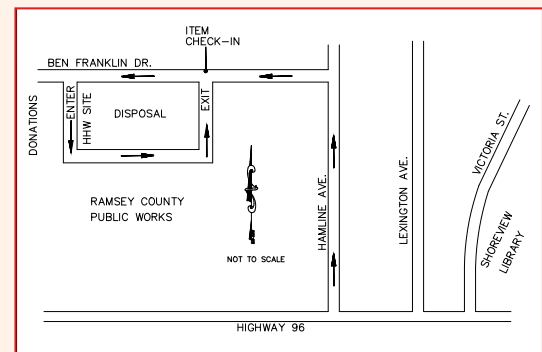 ITEM
CHECK-IN
BEN FRANKLIN DR.
DONATIONS
ENTER
HHW SITE
DISPOSAL
EXIT
RAMSEY COUNTY
PUBLIC WORKS
NOT TO SCALE
HAMLINE AVE.
LEXINGTON AVE.
VICTORIA ST.
SHOREVIEW
LIBRARY
HIGHWAY 96